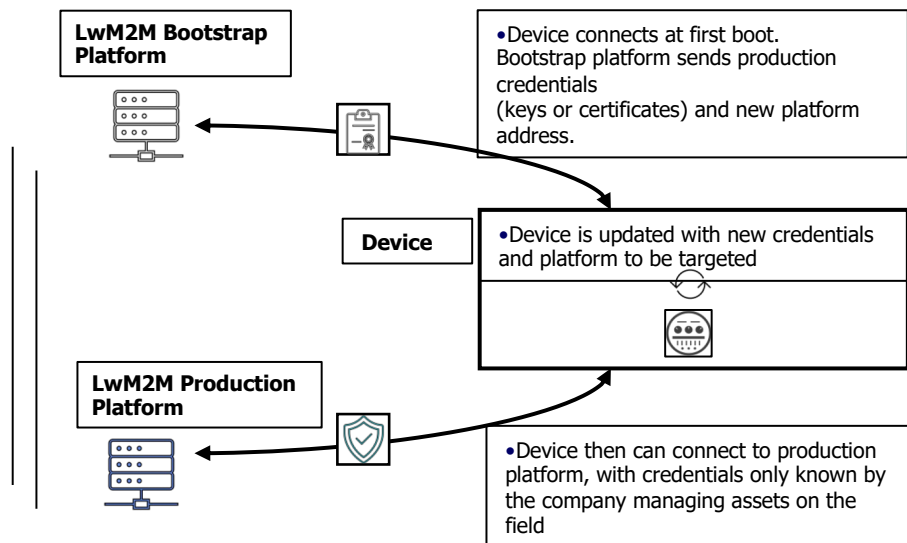 LwM2M Bootstrap
Platform
•Device connects at first boot.
Bootstrap platform sends production
credentials
(keys or certificates) and new platform
address.
Device
•Device is updated with new credentials
and platform to be targeted
LwM2M Production
Platform
•Device then can connect to production
platform, with credentials only known by
the company managing assets on the
field